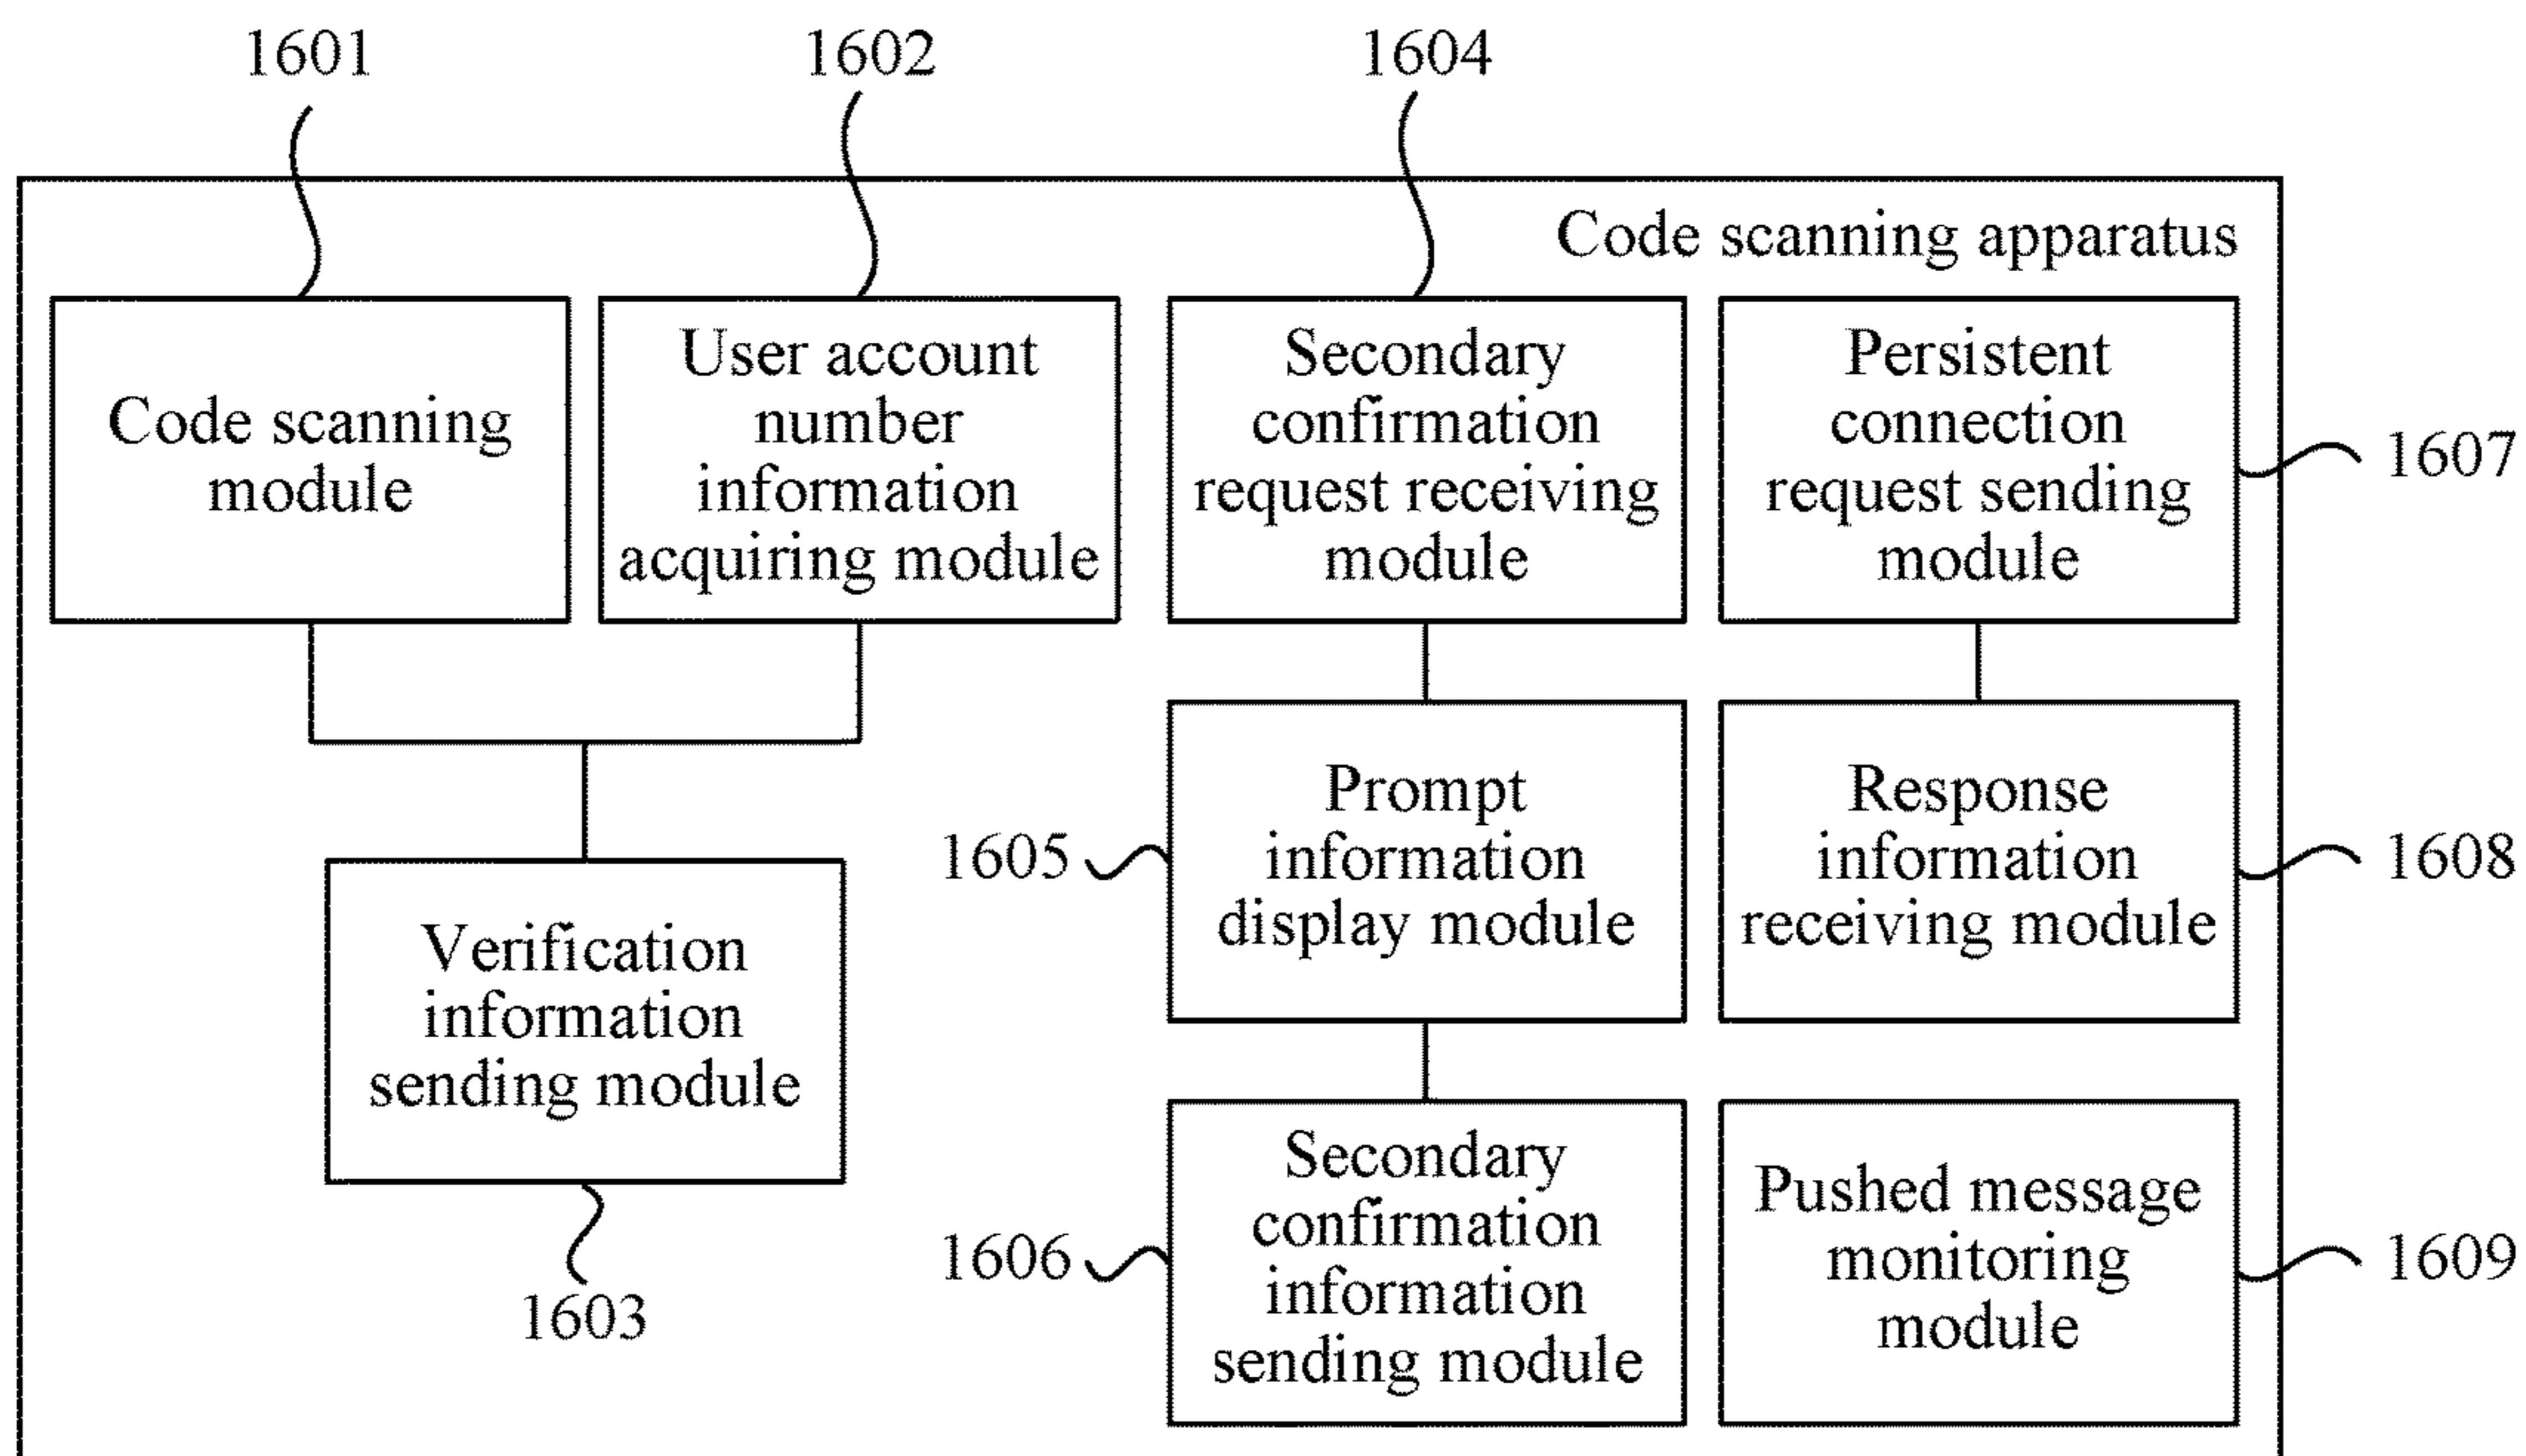 1601
1602
1604
Code scanning apparatus
Code scanning
module
User account
number
information
acquiring module
Secondary
confirmation
request receiving
module
Persistent
connection
request sending
module
1607
Verification
information
sending module
1603
1605
Prompt
information
display module
Response
information
receiving module
1608
1606
Secondary
confirmation
information
sending module
Pushed message
monitoring
module
1609